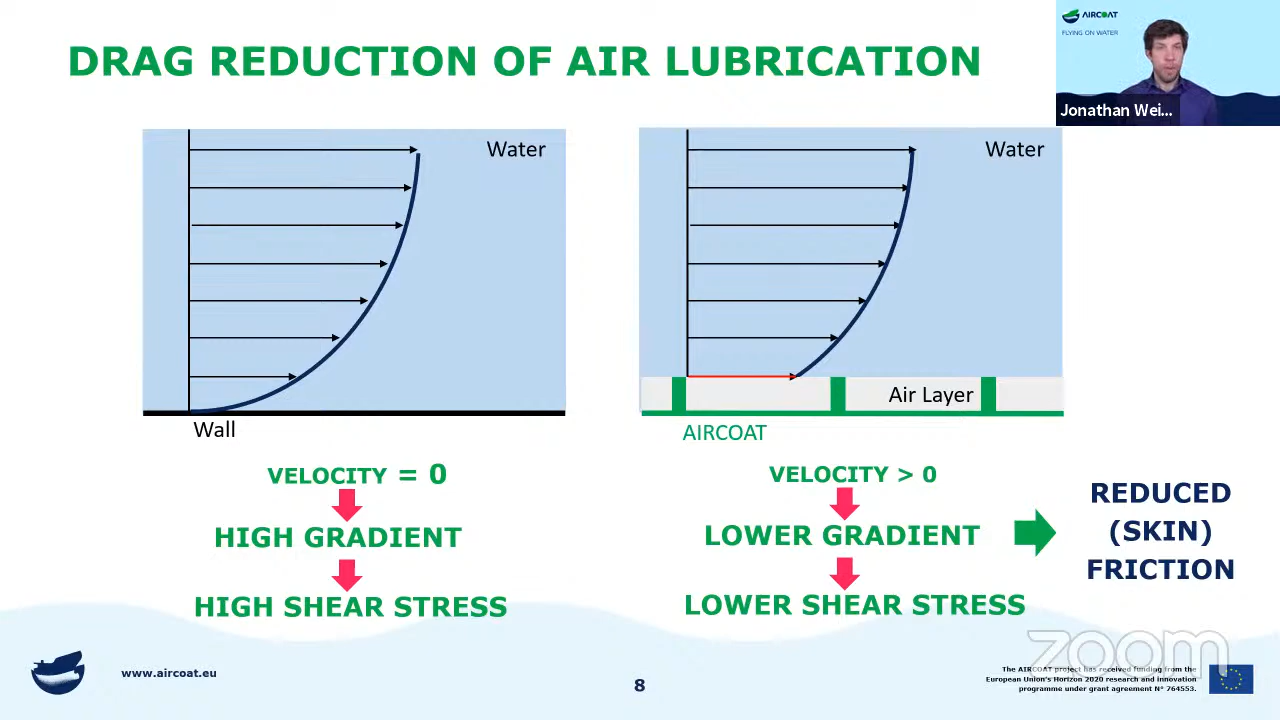 DRAG REDUCTION OF AIR LUBRICATION
AIRCOAT
FLYING ON WATER
Jonathan Wei...
Water
Water
Air Layer
Wall
AIRCOAT
VELOCITY = 0
HIGH GRADIENT
HIGH SHEAR STRESS
VELOCITY > 0
LOWER GRADIENT
LOWER SHEAR STRESS
REDUCED
(SKIN)
FRICTION
zoom
www.aircoat.eu
8
The AIRCOAT project has received funding from the
European Union's Horizon 2020 research and innovation
programme under grant agreement N° 764553.